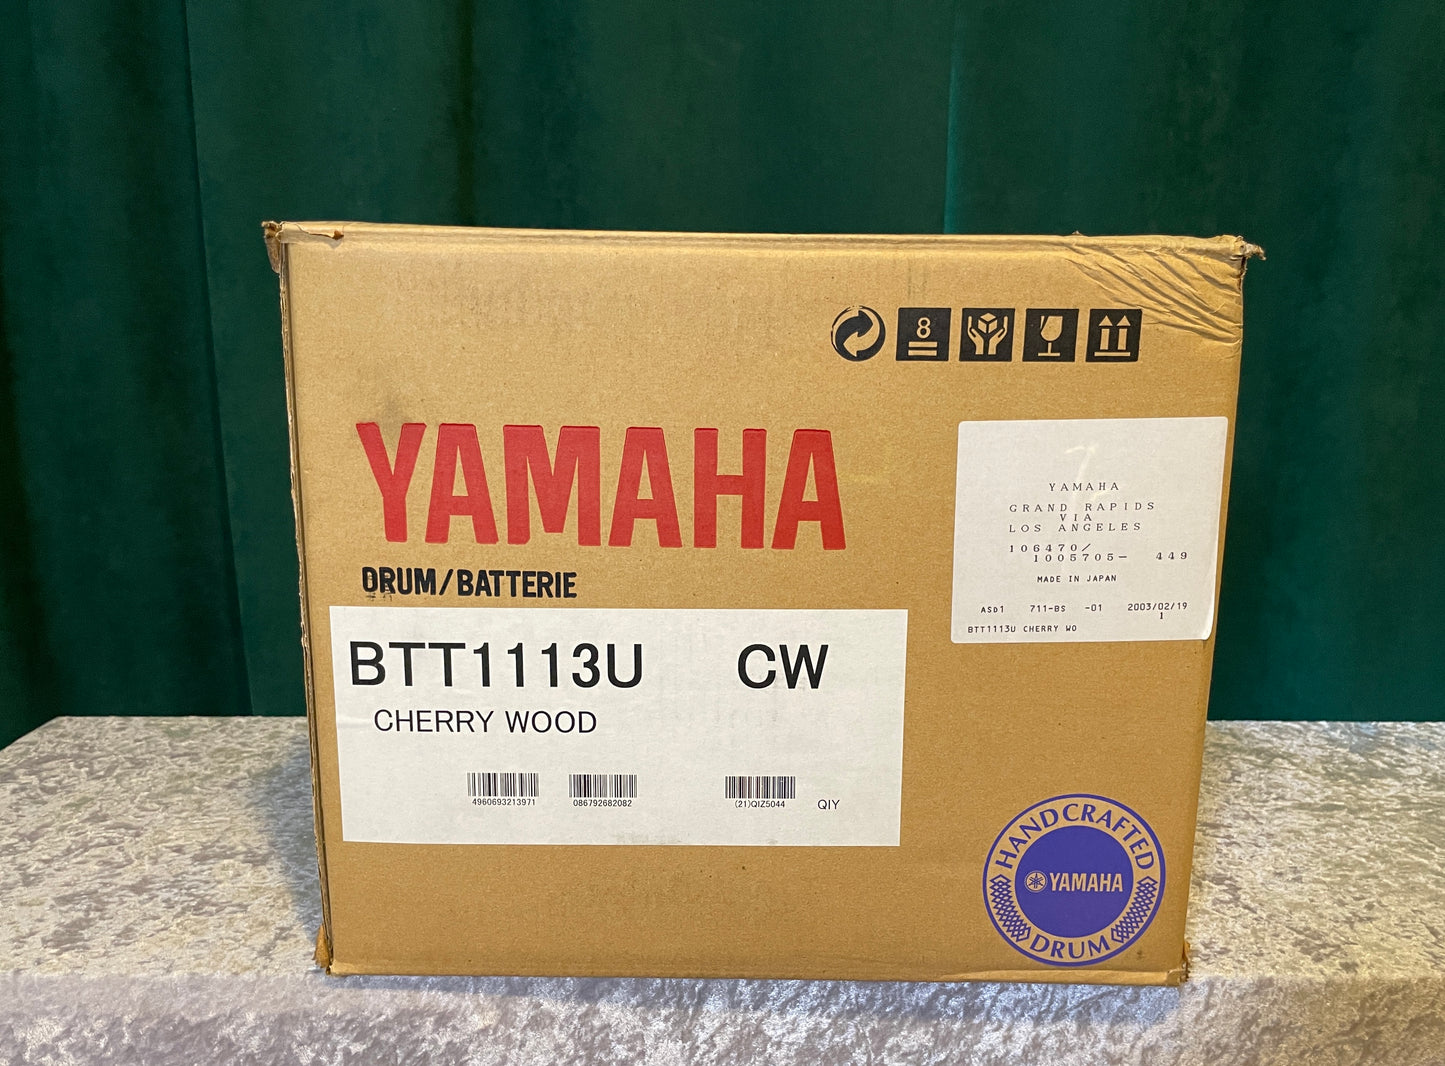 8
YAMAHA
DRUM/BATTERIE
BTT1113U CW
CHERRY WOOD
4960693213971 086792682082 (21)QIZ5044 QIY
7
YAMAHA
GRAND RAPIDS
VIA
LOS ANGELES
106470/
1005705- 449
MADE IN JAPAN
ASD1 711-BS -01 2003/02/19
1
BTT1113U CHERRY WO
HANDCRAFTED
YAMAHA
DRUM